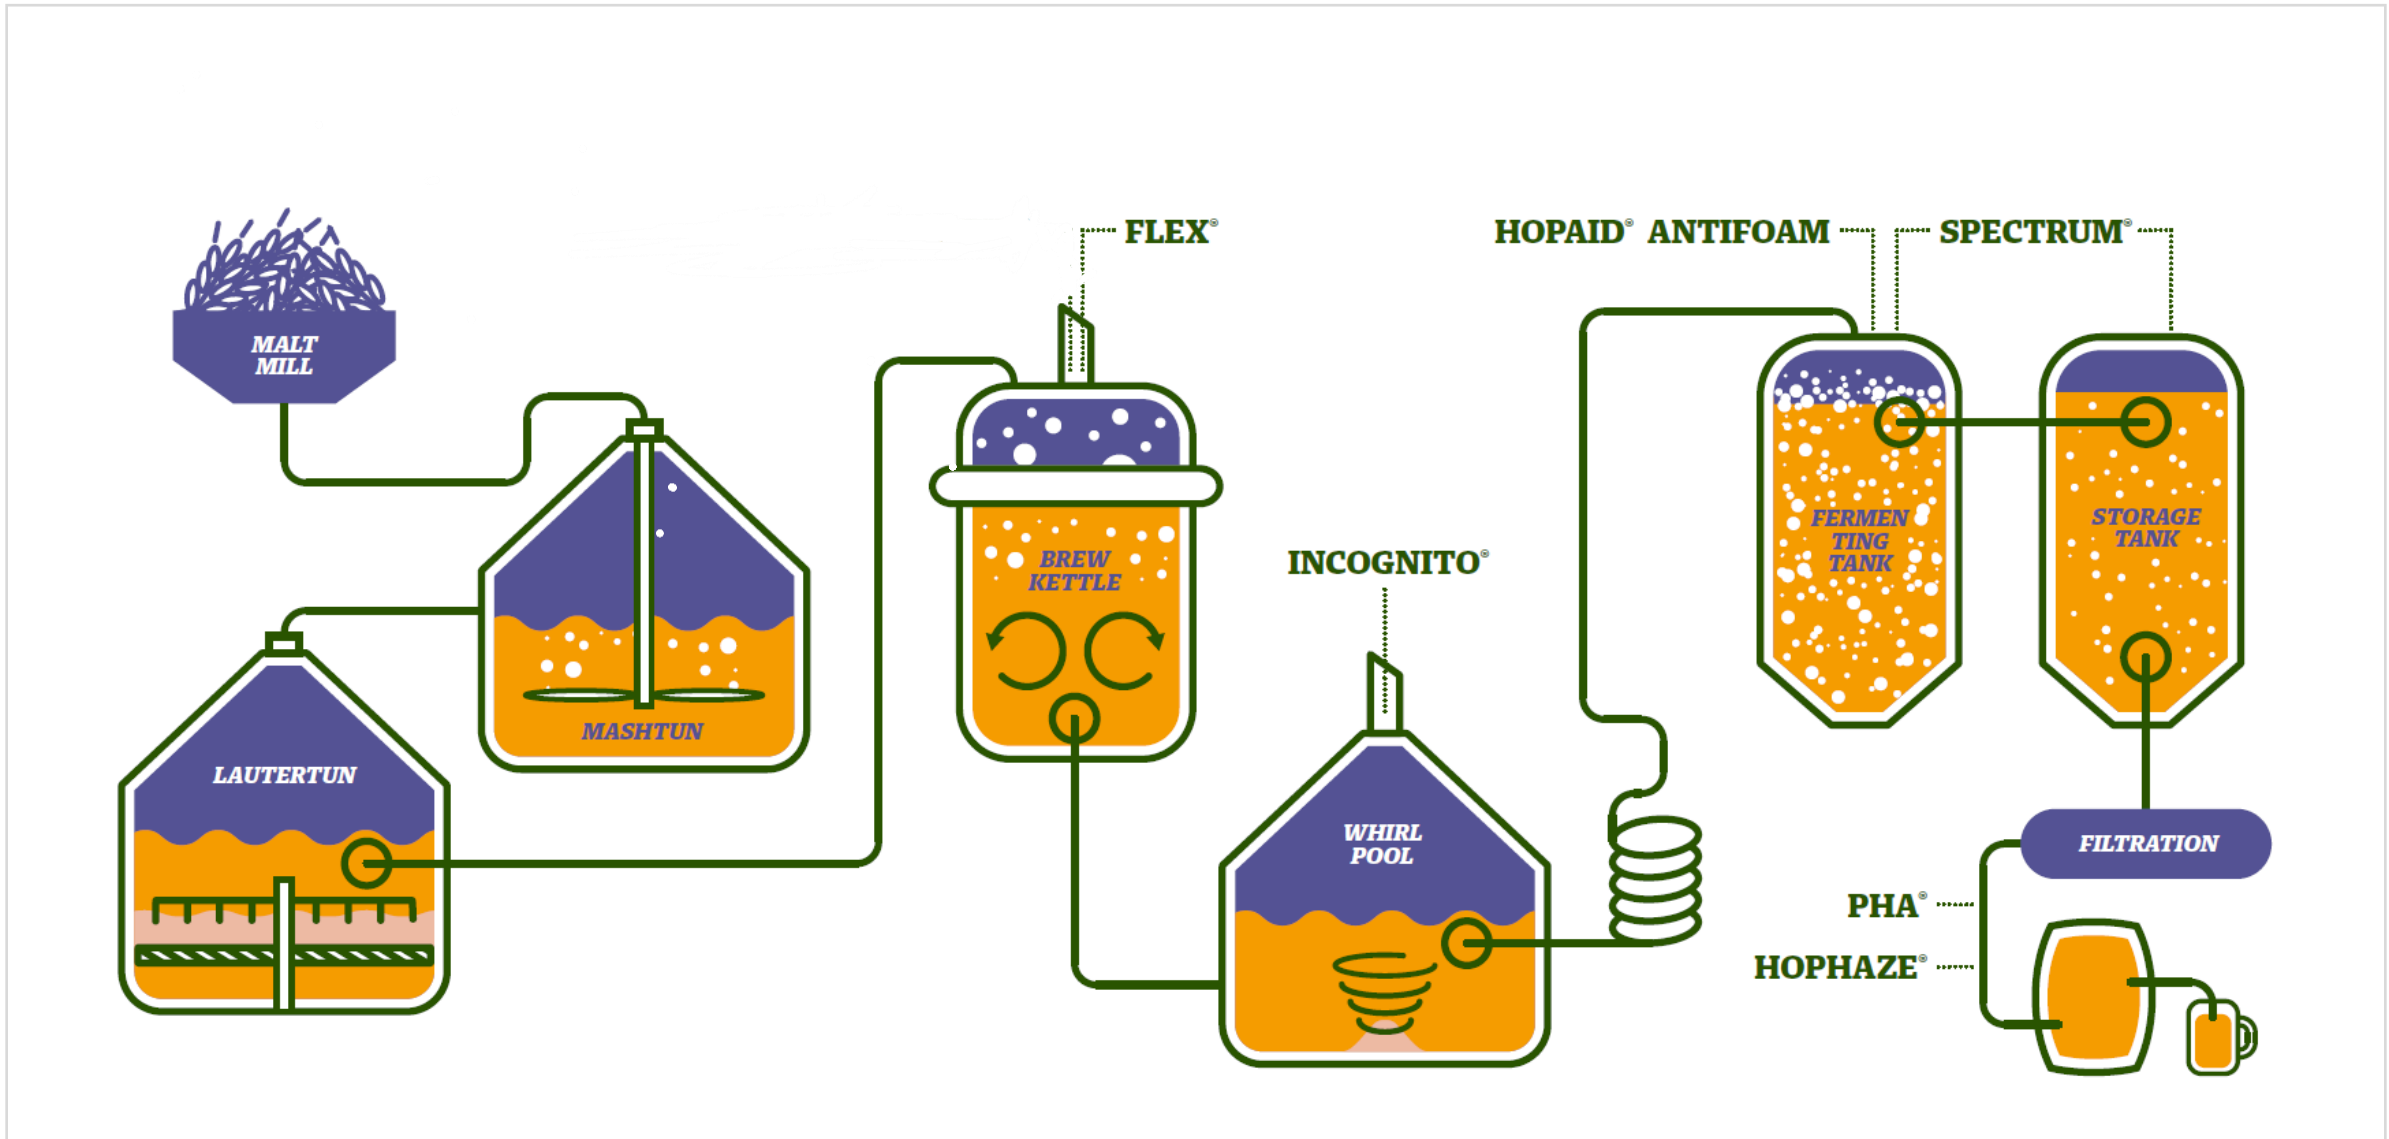 FLEX®
HOPAID® ANTIFOAM
SPECTRUM®
MALT
MILL
MASHTUN
LAUTERTUN
BREW
KETTLE
INCOGNITO®
WHIRL
POOL
FERMEN
TING
TANK
STORAGE
TANK
FILTRATION
PHA®
HOPHAZE®